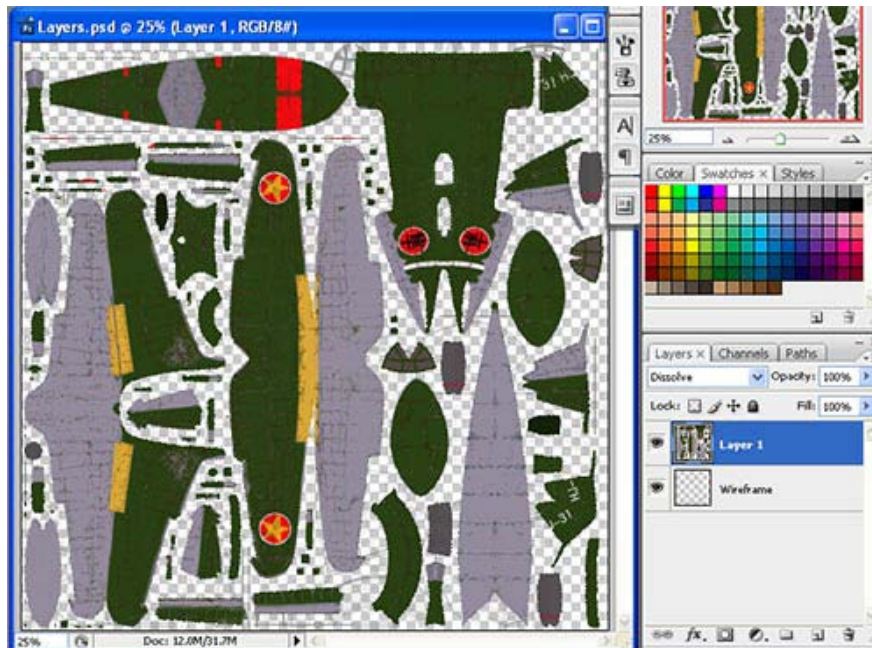 Layers.psd @ 25% (Layer 1, RGB/8#)
31 H
25%
Color Swatches × Styles
Layers × Channels Paths
Dissolve Opacity: 100%
Lock: Fill: 100%
Layer 1
Wireframe
25% Doc: 12.0M/31.7M